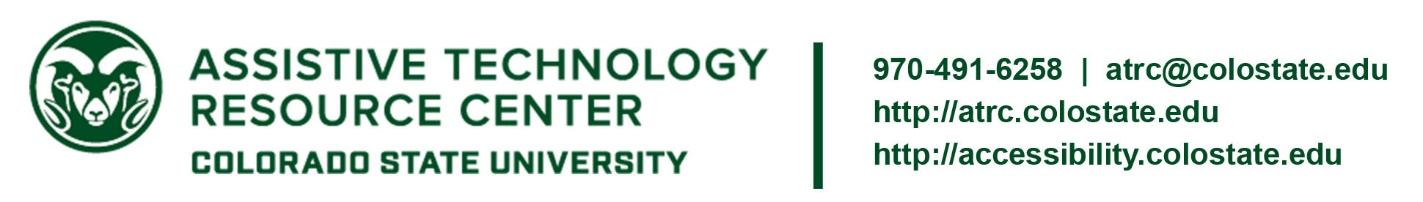 ASSISTIVE TECHNOLOGY
RESOURCE CENTER
COLORADO STATE UNIVERSITY
970-491-6258 | atrc@colostate.edu
http://atrc.colostate.edu
http://accessibility.colostate.edu